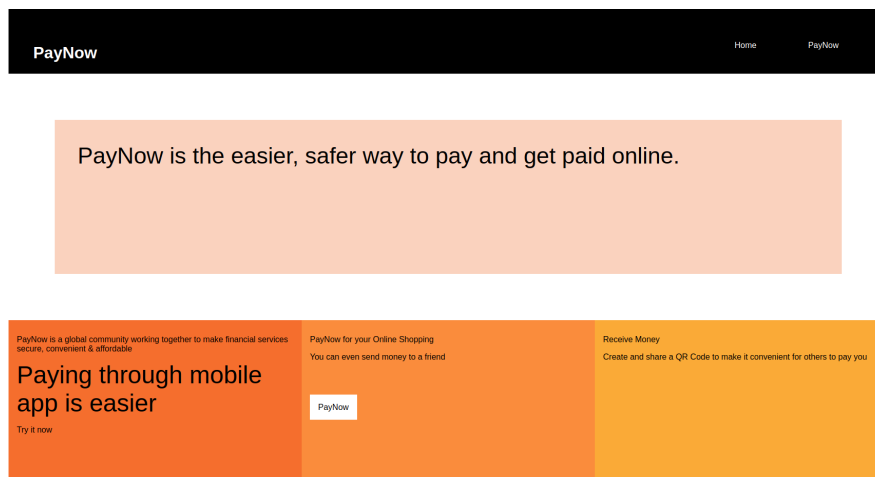 PayNow
Home
PayNow
PayNow is the easier, safer way to pay and get paid online.
PayNow is a global community working together to make financial services
secure, convenient & affordable
Paying through mobile
app is easier
Try it now
PayNow for your Online Shopping
You can even send money to a friend
PayNow
Receive Money
Create and share a QR Code to make it convenient for others to pay you